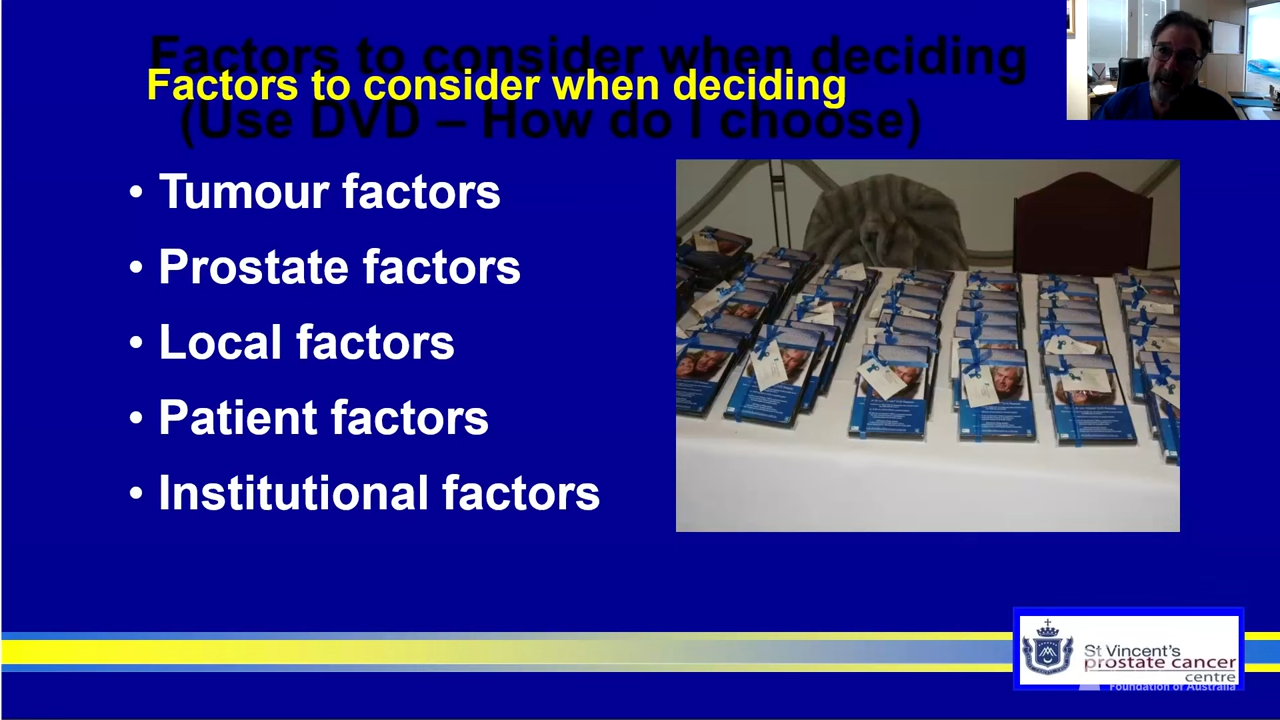 Factors to consider when deciding
Factors to consider when deciding
(Use DVD – How do I choose)
• Tumour factors
• Prostate factors
• Local factors
• Patient factors
• Institutional factors
St Vincent's
prostate cancer
centre
Foundation of Australia